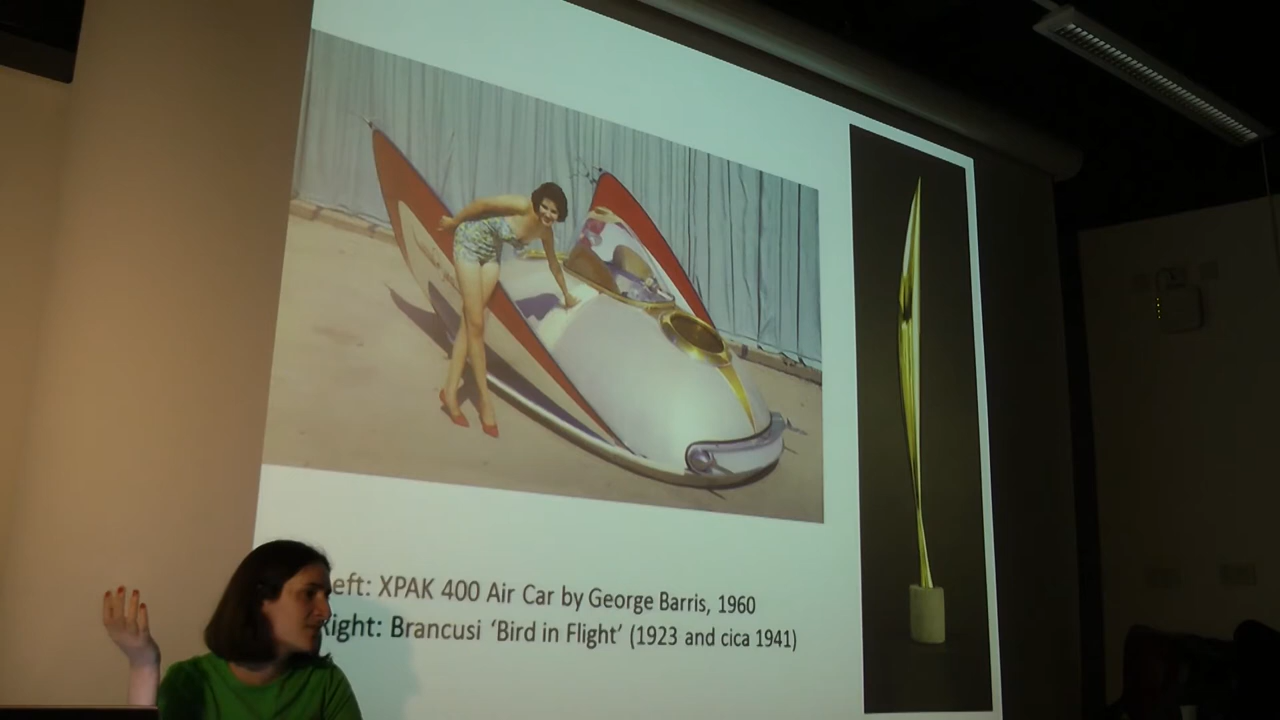 eft: XPAK 400 Air Car by George Barris, 1960
Right: Brancusi 'Bird in Flight' (1923 and cica 1941)